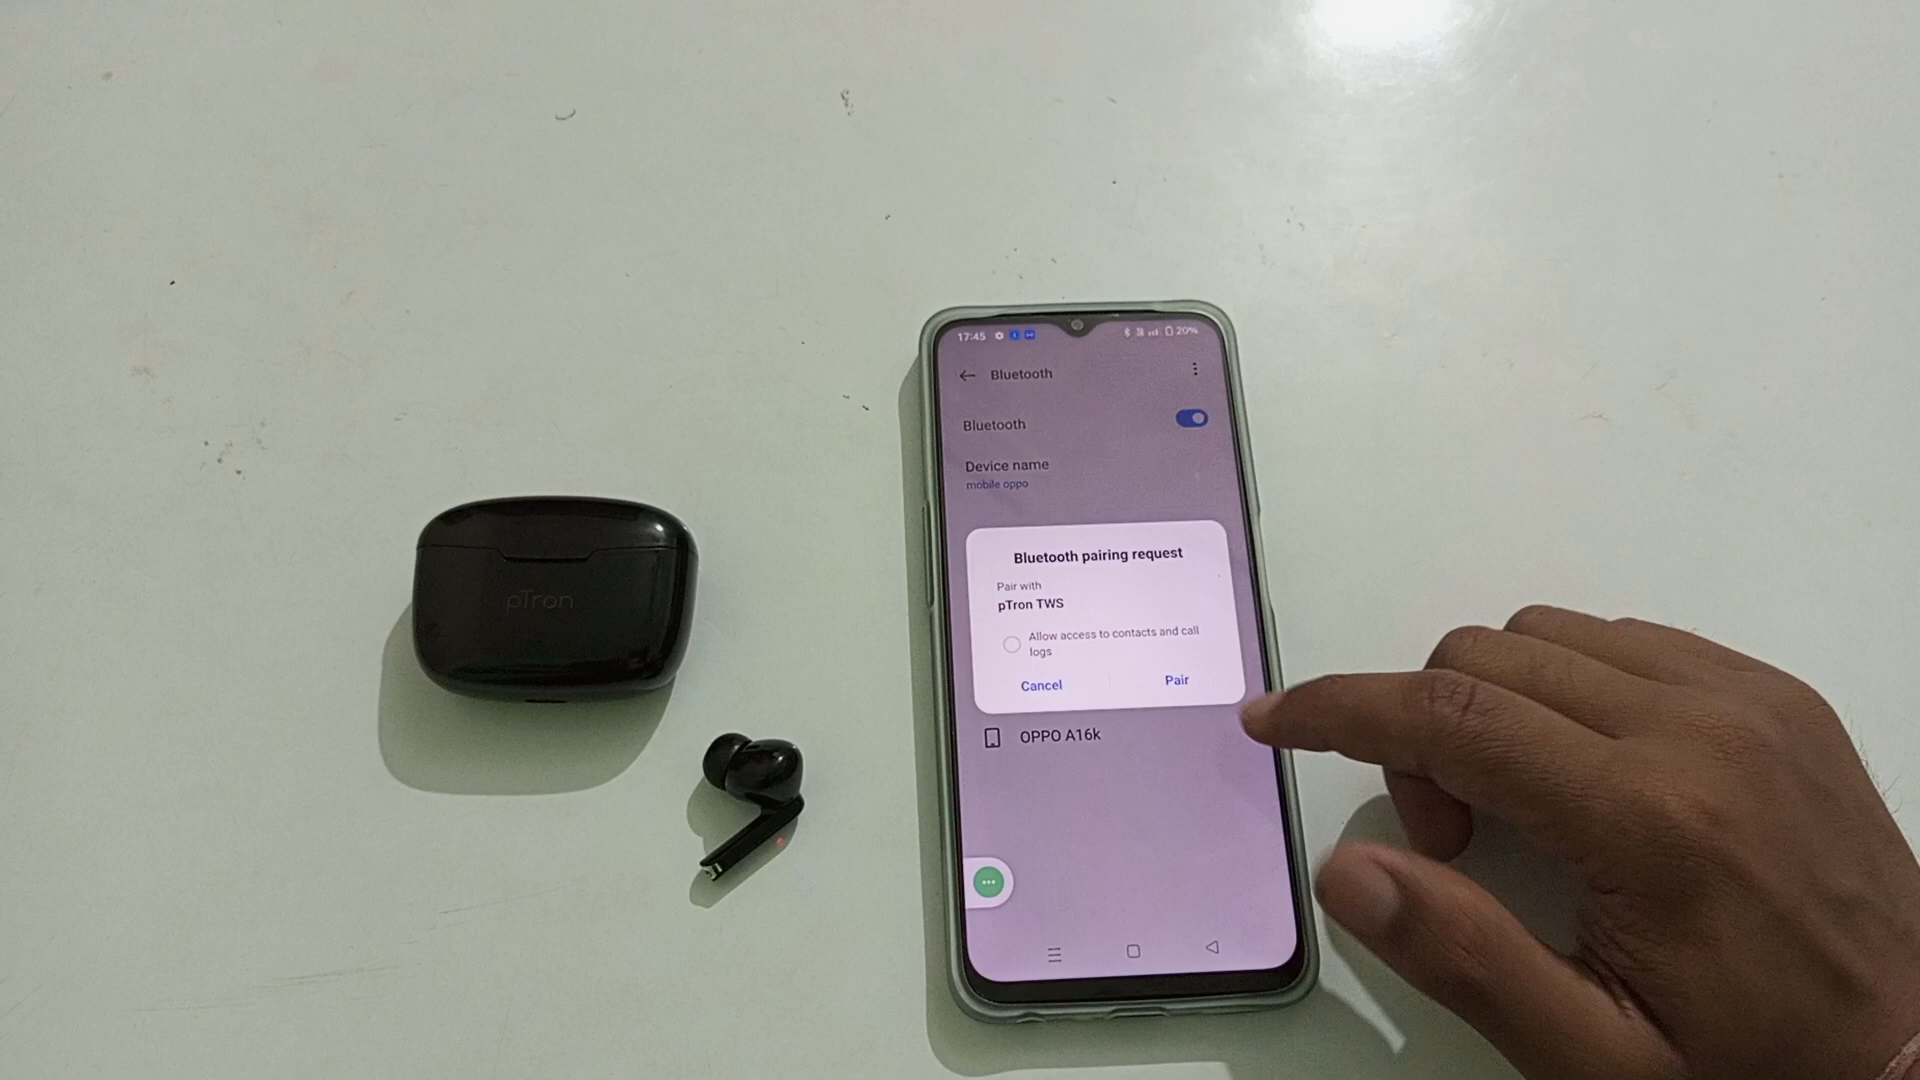 pTron
17:45
20%
Bluetooth
Bluetooth
Device name
mobile oppo
Bluetooth pairing request
Pair with
pTron TWS
Allow access to contacts and call
logs
Cancel
Pair
OPPO A16k